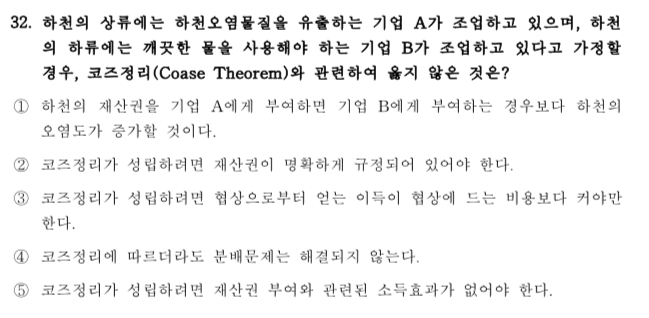 32. 하천의 상류에는 하천오염물질을 유출하는 기업 A가 조업하고 있으며, 하천
의 하류에는 깨끗한 물을 사용해야 하는 기업 B가 조업하고 있다고 가정할
경우, 코즈정리(Coase Theorem)와 관련하여 옳지 않은 것은?
① 하천의 재산권을 기업 A에게 부여하면 기업 B에게 부여하는 경우보다 하천의
오염도가 증가할 것이다.
② 코즈정리가 성립하려면 재산권이 명확하게 규정되어 있어야 한다.
③ 코즈정리가 성립하려면 협상으로부터 얻는 이득이 협상에 드는 비용보다 커야만
한다.
④ 코즈정리에 따르더라도 분배문제는 해결되지 않는다.
⑤ 코즈정리가 성립하려면 재산권 부여와 관련된 소득효과가 없어야 한다.